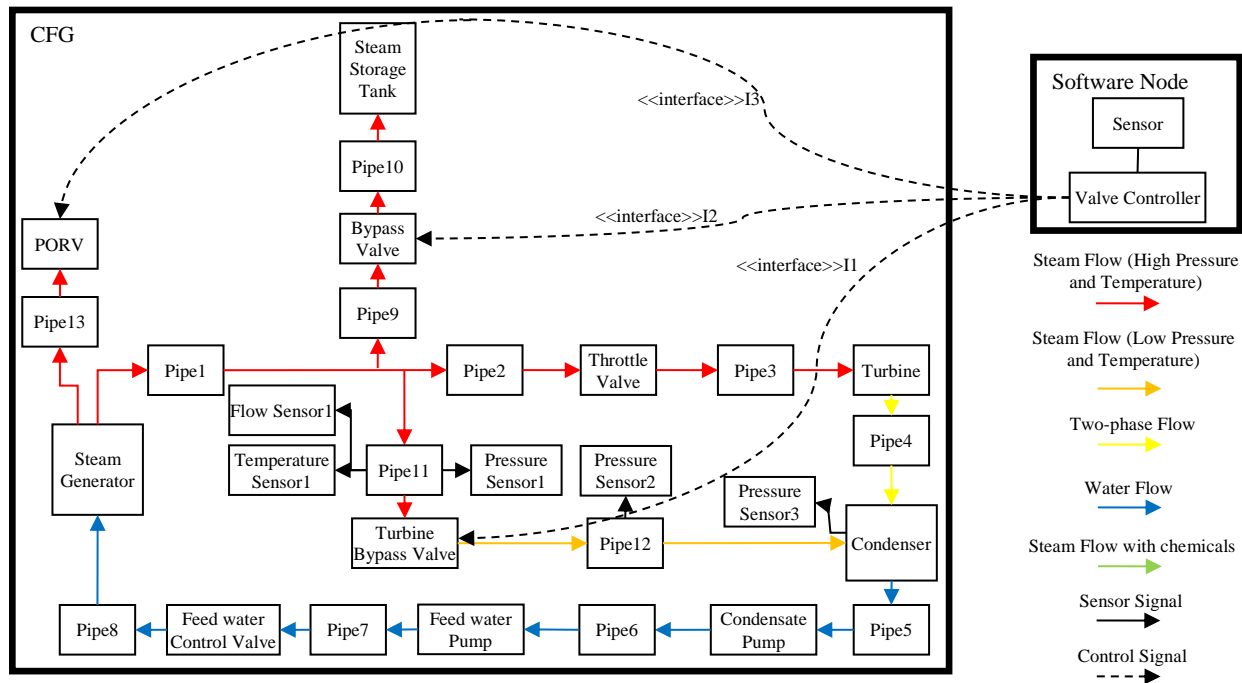 CFG
Steam
Storage
Tank
<<interface>>I3
Software Node
Sensor
Valve Controller
Pipe10
PORV
Bypass
Valve
<<interface>>I2
<<interface>>I1
Pipe13
Pipe9
Pipe1
Pipe2
Throttle
Valve
Pipe3
Turbine
Flow Sensor1
Steam
Generator
Temperature
Sensor1
Pipe11
Pressure
Sensor1
Pressure
Sensor2
Pipe4
Pressure
Sensor3
Turbine
Bypass Valve
Pipe12
Condenser
Pipe8
Feed water
Control Valve
Pipe7
Feed water
Pump
Pipe6
Condensate
Pump
Pipe5
Steam Flow (High Pressure
and Temperature)
Steam Flow (Low Pressure
and Temperature)
Two-phase Flow
Water Flow
Steam Flow with chemicals
Sensor Signal
Control Signal